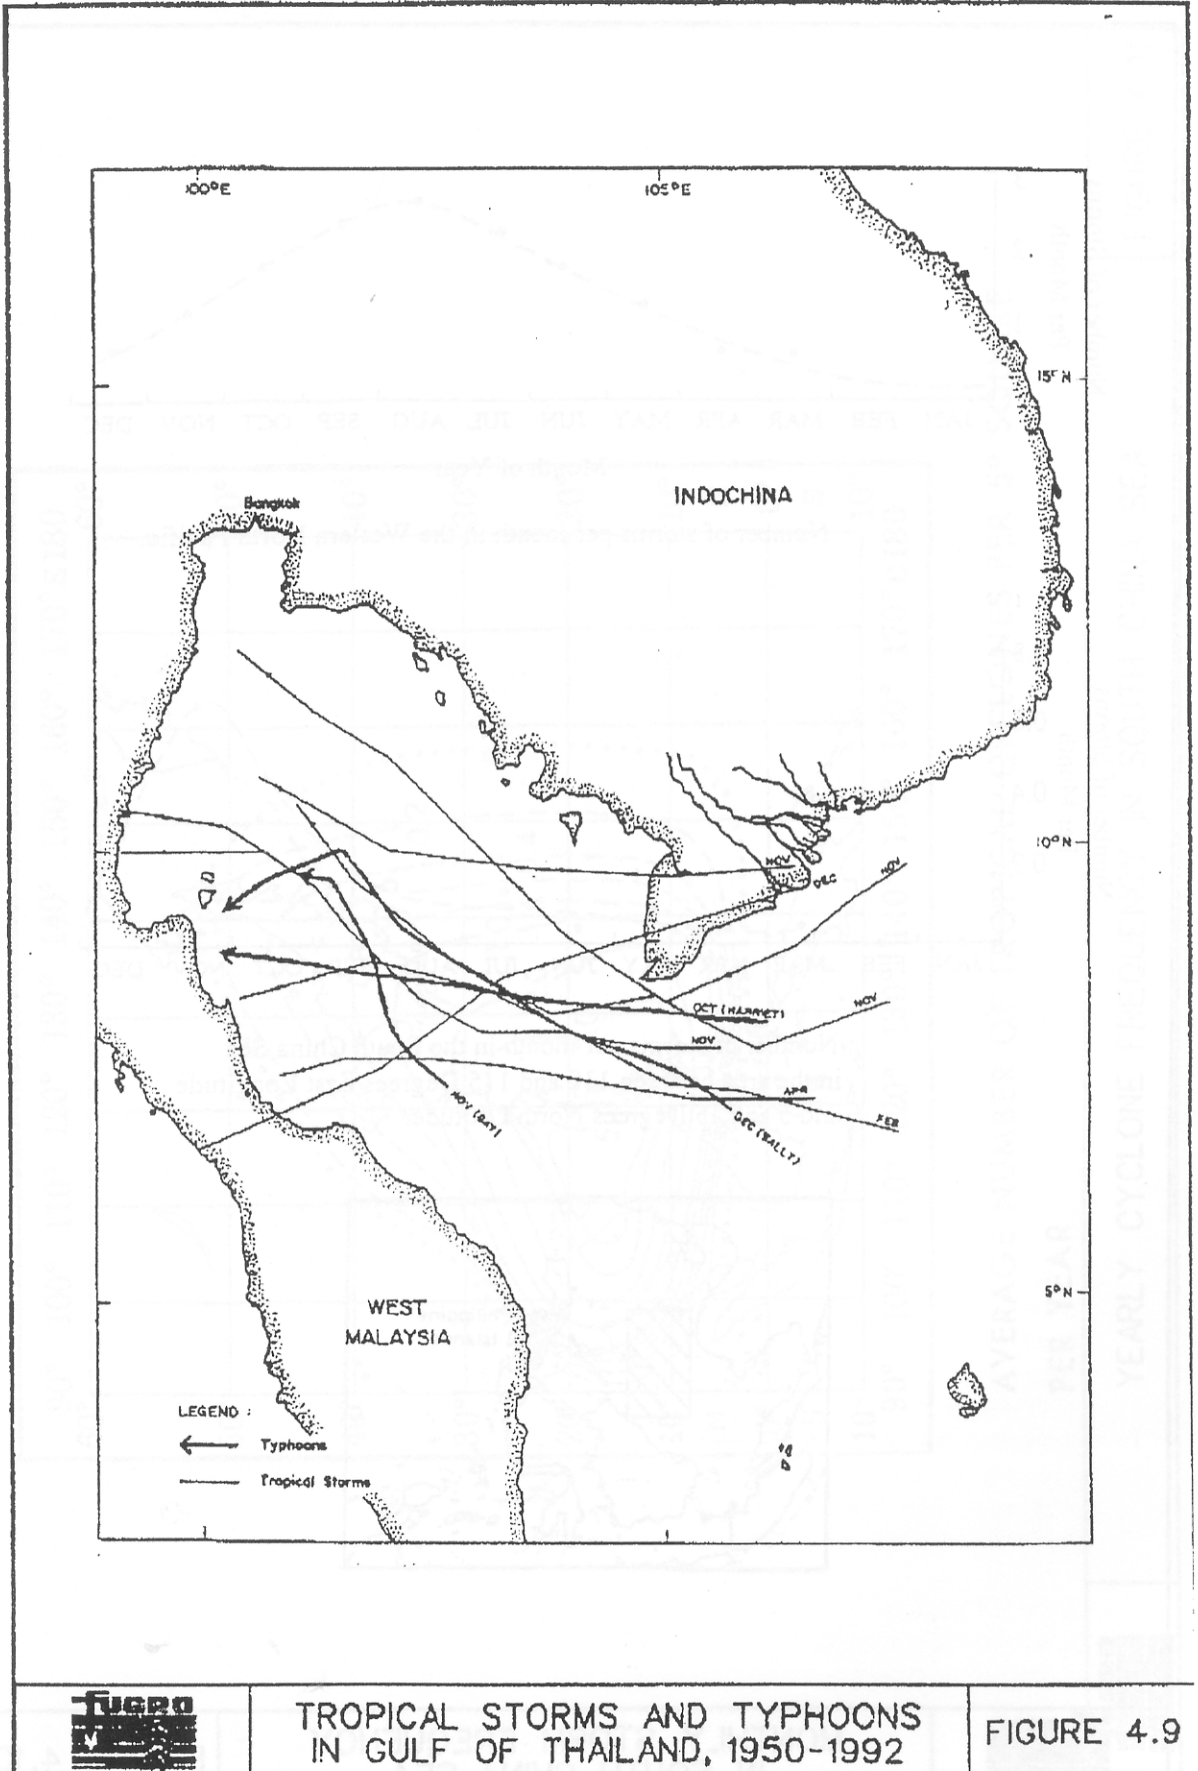 100°E
105°E
15°N
INDOCHINA
Bangkok
10°N
NOV
DEC
NOV
NOV
OCT (HARRIET)
NOV
APR
FEB
NOV (GAY)
DEC (SALLY)
5°N
WEST
MALAYSIA
LEGEND :
Typhoons
Tropical Storms
fugro
TROPICAL STORMS AND TYPHOONS
IN GULF OF THAILAND, 1950-1992
FIGURE 4.9